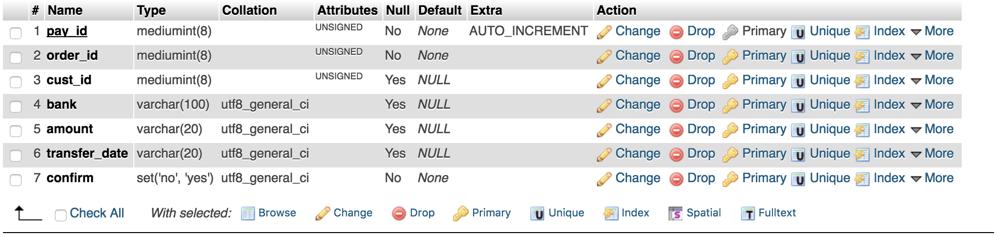 # Name Type Collation Attributes Null Default Extra Action
1 pay_id mediumint(8) UNSIGNED No None AUTO_INCREMENT Change Drop Primary Unique Index More
2 order_id mediumint(8) UNSIGNED No None Change Drop Primary Unique Index More
3 cust_id mediumint(8) UNSIGNED Yes NULL Change Drop Primary Unique Index More
4 bank varchar(100) utf8_general_ci Yes NULL Change Drop Primary Unique Index More
5 amount varchar(20) utf8_general_ci Yes NULL Change Drop Primary Unique Index More
6 transfer_date varchar(20) utf8_general_ci Yes NULL Change Drop Primary Unique Index More
7 confirm set('no', 'yes') utf8_general_ci No None Change Drop Primary Unique Index More
Check All With selected: Browse Change Drop Primary Unique Index Spatial Fulltext